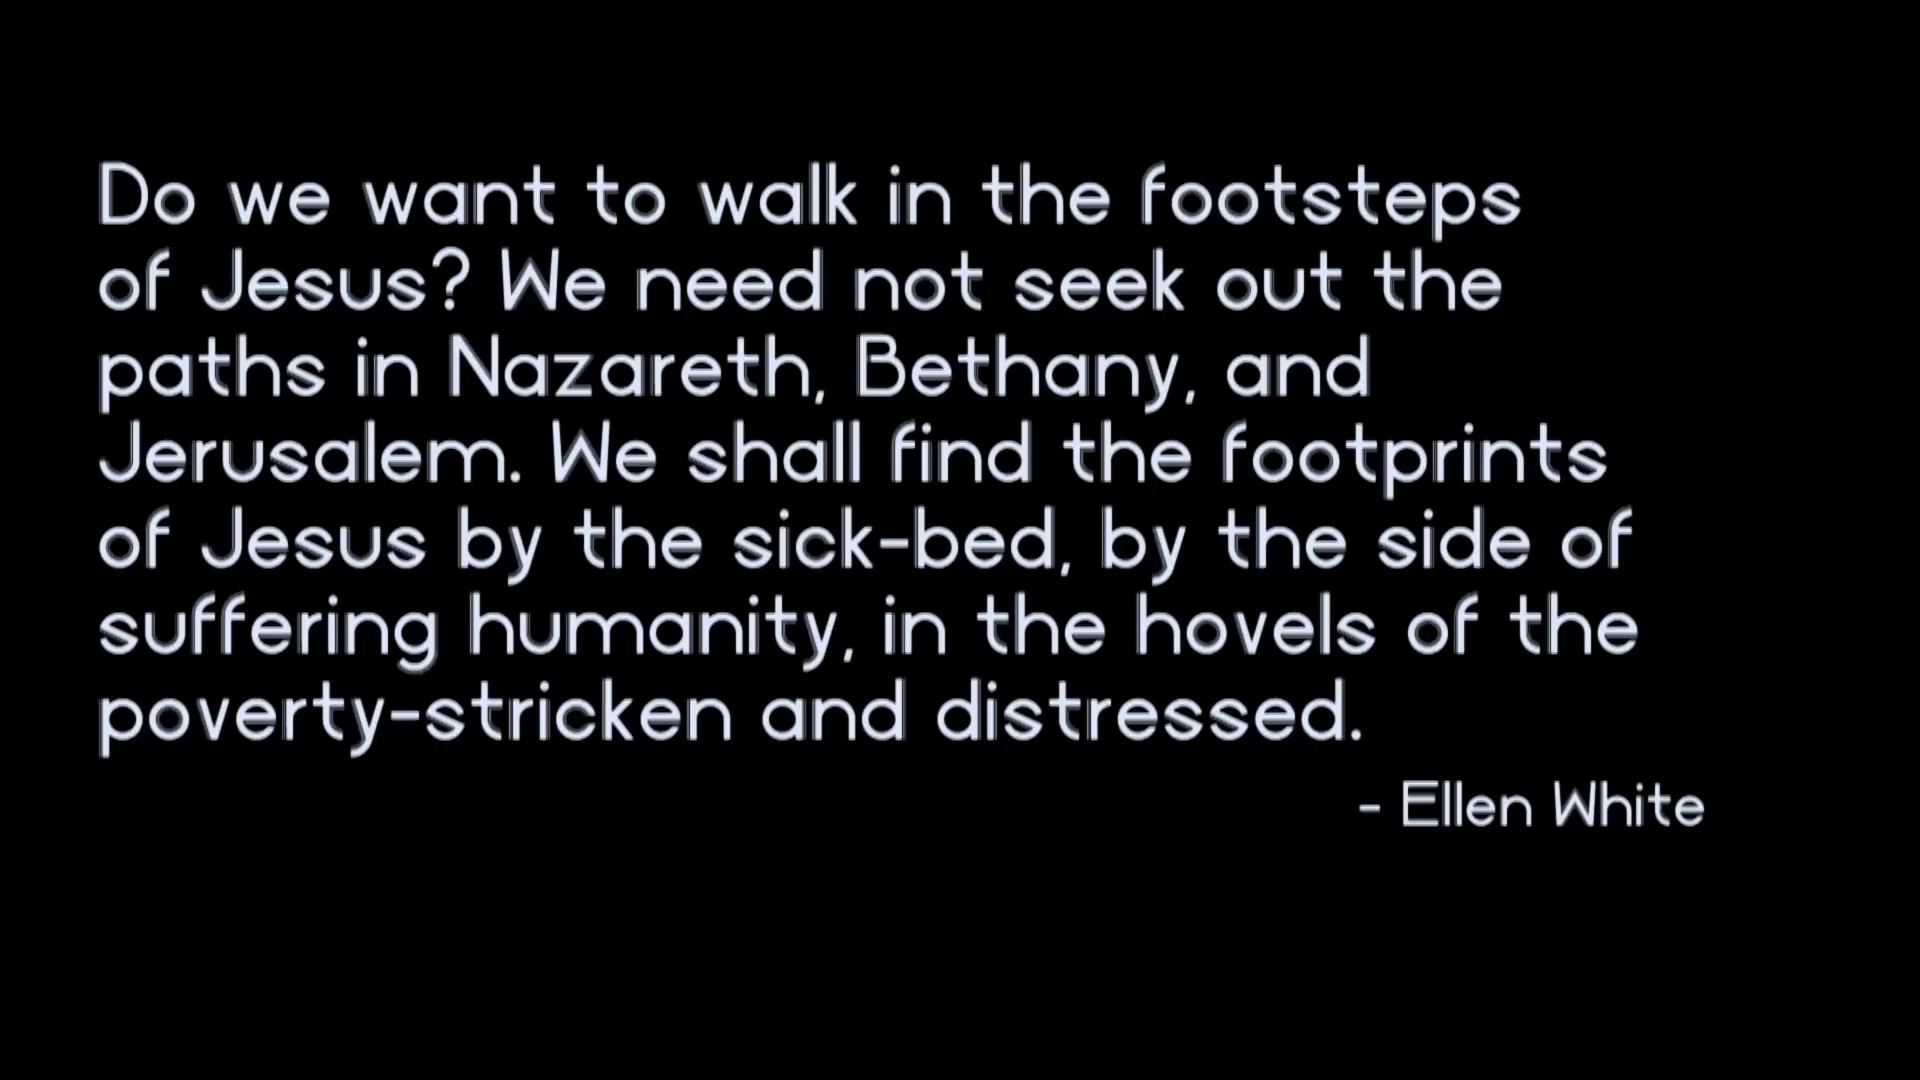 Do we want to walk in the footsteps
of Jesus? We need not seek out the
paths in Nazareth, Bethany, and
Jerusalem. We shall find the footprints
of Jesus by the sick-bed, by the side of
suffering humanity, in the hovels of the
poverty-stricken and distressed.
- Ellen White